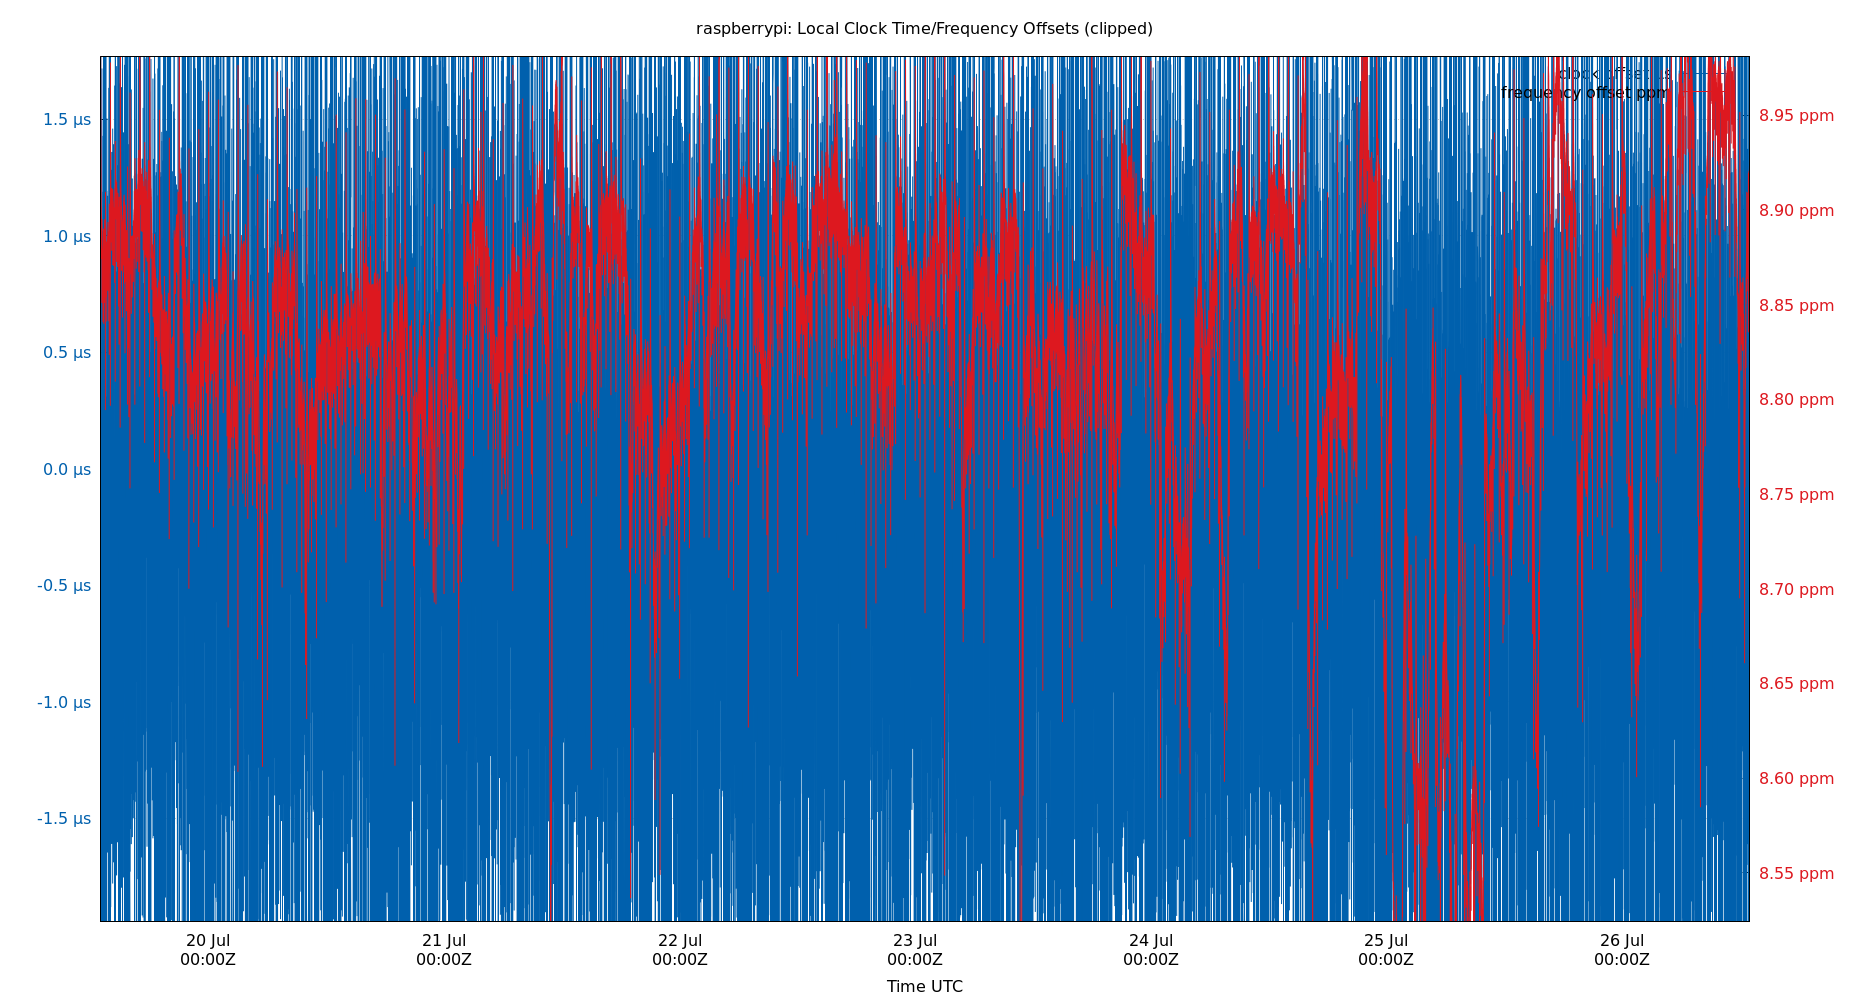 raspberrypi: Local Clock Time/Frequency Offsets (clipped)
clock offset
frequency offset ppm
1.5 µs
1.0 µs
0.5 µs
0.0 µs
-0.5 µs
-1.0 µs
-1.5 µs
8.95 ppm
8.90 ppm
8.85 ppm
8.80 ppm
8.75 ppm
8.70 ppm
8.65 ppm
8.60 ppm
8.55 ppm
20 Jul
00:00Z
21 Jul
00:00Z
22 Jul
00:00Z
23 Jul
00:00Z
24 Jul
00:00Z
25 Jul
00:00Z
26 Jul
00:00Z
Time UTC